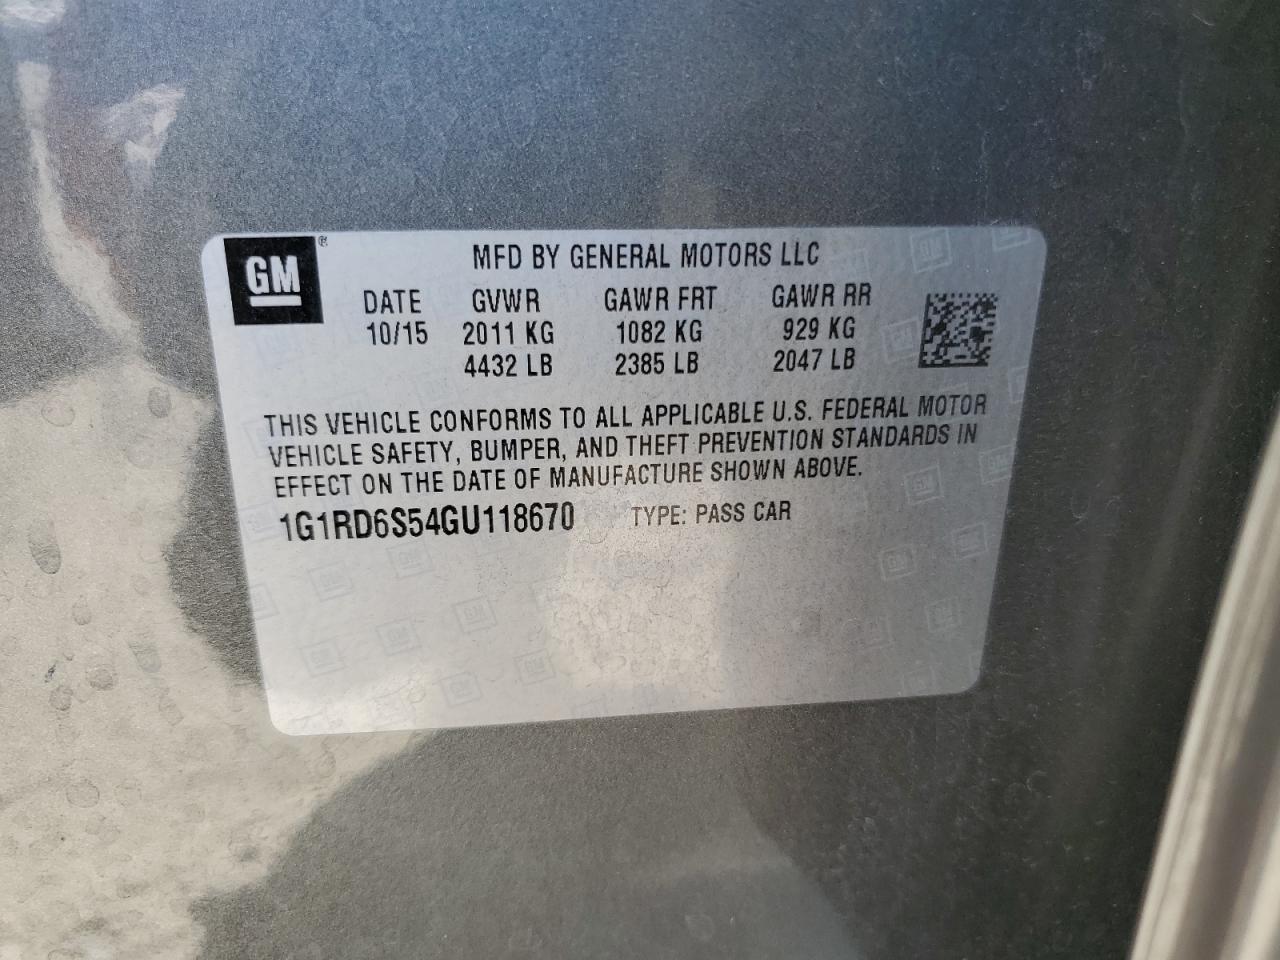 GM ®
MFD BY GENERAL MOTORS LLC
DATE GVWR GAWR FRT GAWR RR
10/15 2011 KG 1082 KG 929 KG
4432 LB 2385 LB 2047 LB
THIS VEHICLE CONFORMS TO ALL APPLICABLE U.S. FEDERAL MOTOR
VEHICLE SAFETY, BUMPER, AND THEFT PREVENTION STANDARDS IN
EFFECT ON THE DATE OF MANUFACTURE SHOWN ABOVE.
1G1RD6S54GU118670 TYPE: PASS CAR